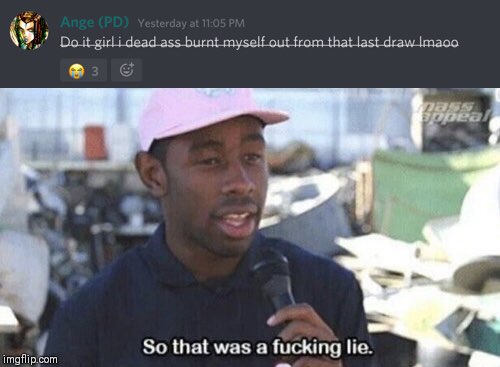 Ange (PD) Yesterday at 11:05 PM
Do it girl i dead ass burnt myself out from that last draw lmaoo
3
mass
appeal
So that was a fucking lie.
imgflip.com